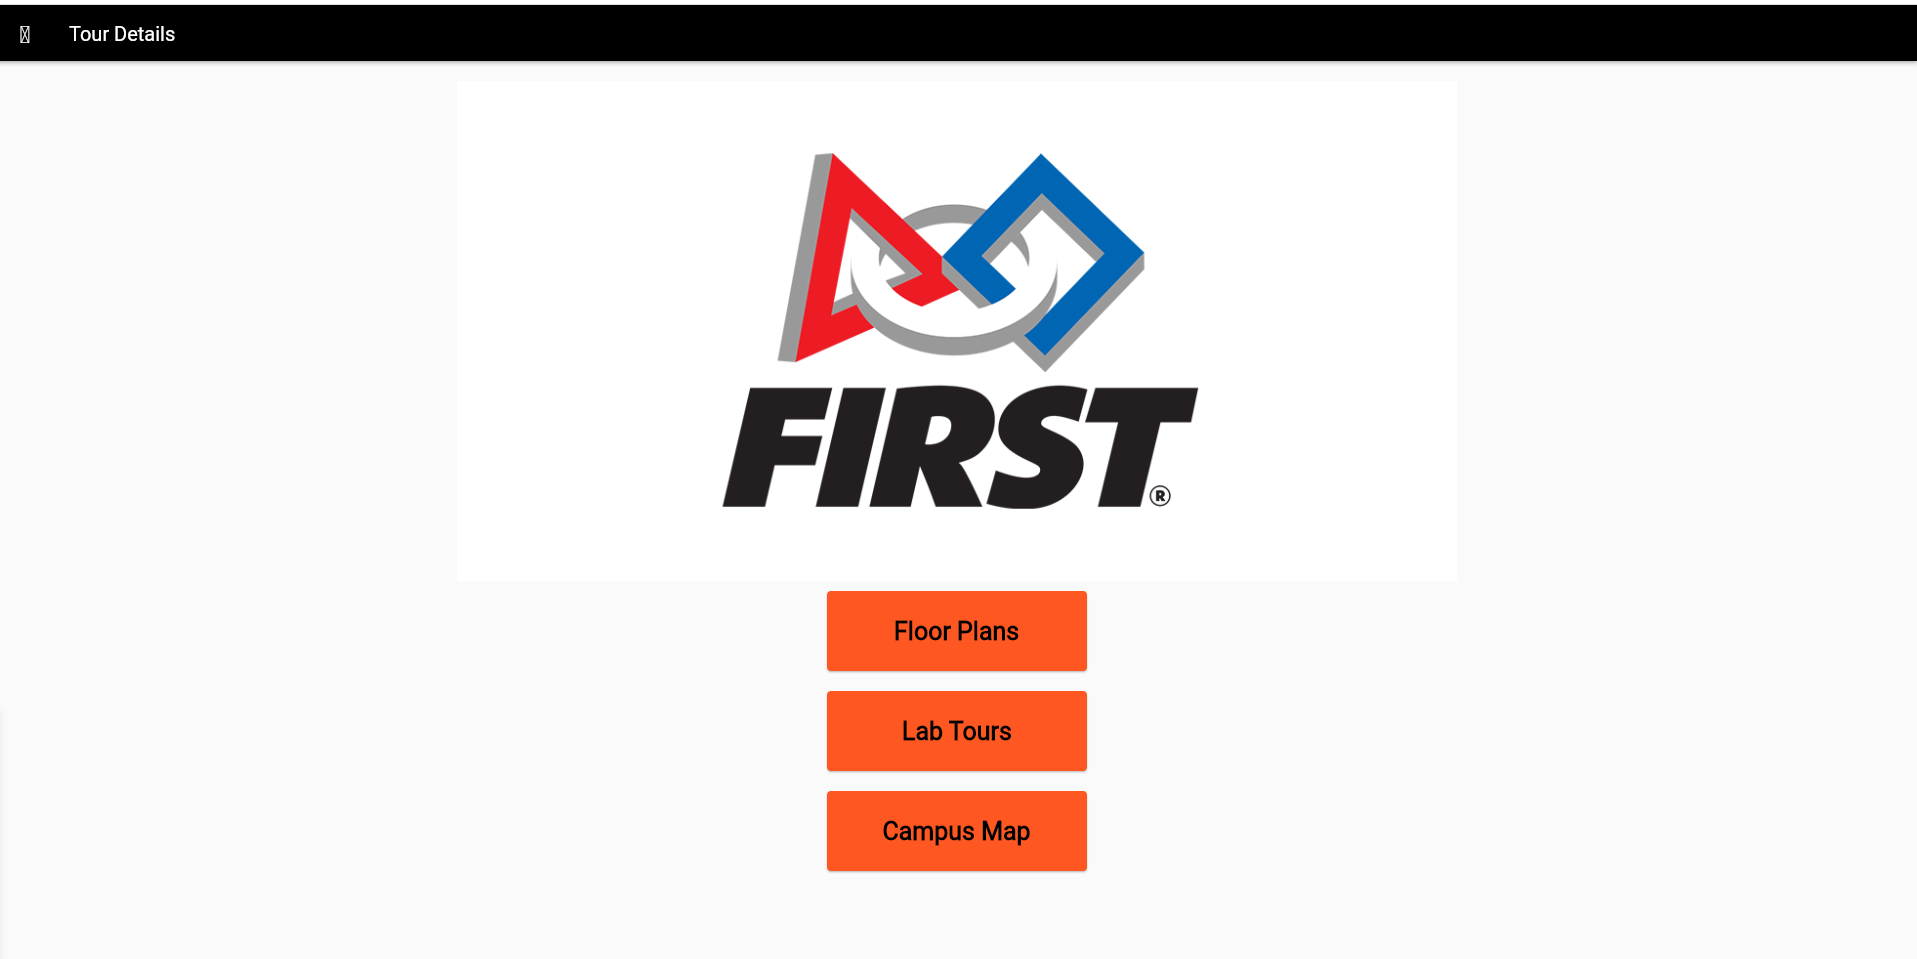 Tour Details
FIRST®
Floor Plans
Lab Tours
Campus Map